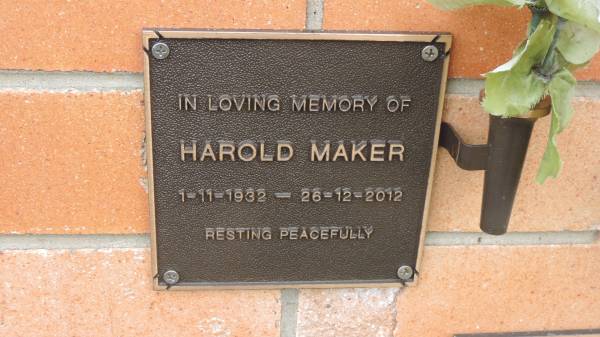 IN LOVING MEMORY OF
HAROLD MAKER
1-11-1932 — 26-12-2012
RESTING PEACEFULLY